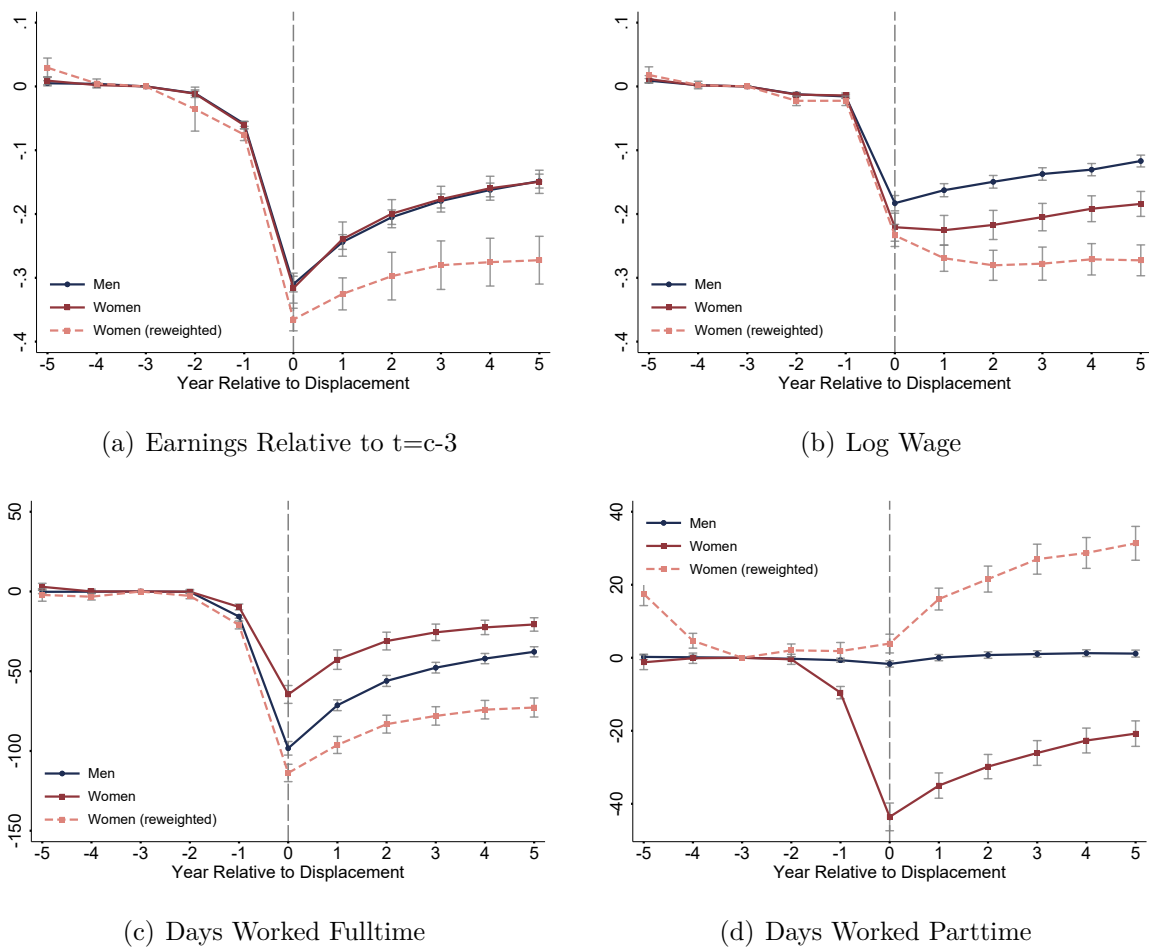 .1
0
-.1
-.2
-.3
-.4
Men
Women
Women (reweighted)
-5 -4 -3 -2 -1 0 1 2 3 4 5
Year Relative to Displacement
(a) Earnings Relative to t=c-3
.1
0
-.1
-.2
-.3
-.4
Men
Women
Women (reweighted)
-5 -4 -3 -2 -1 0 1 2 3 4 5
Year Relative to Displacement
(b) Log Wage
50
0
-50
-100
-150
Men
Women
Women (reweighted)
-5 -4 -3 -2 -1 0 1 2 3 4 5
Year Relative to Displacement
(c) Days Worked Fulltime
40
20
0
-20
-40
Men
Women
Women (reweighted)
-5 -4 -3 -2 -1 0 1 2 3 4 5
Year Relative to Displacement
(d) Days Worked Parttime